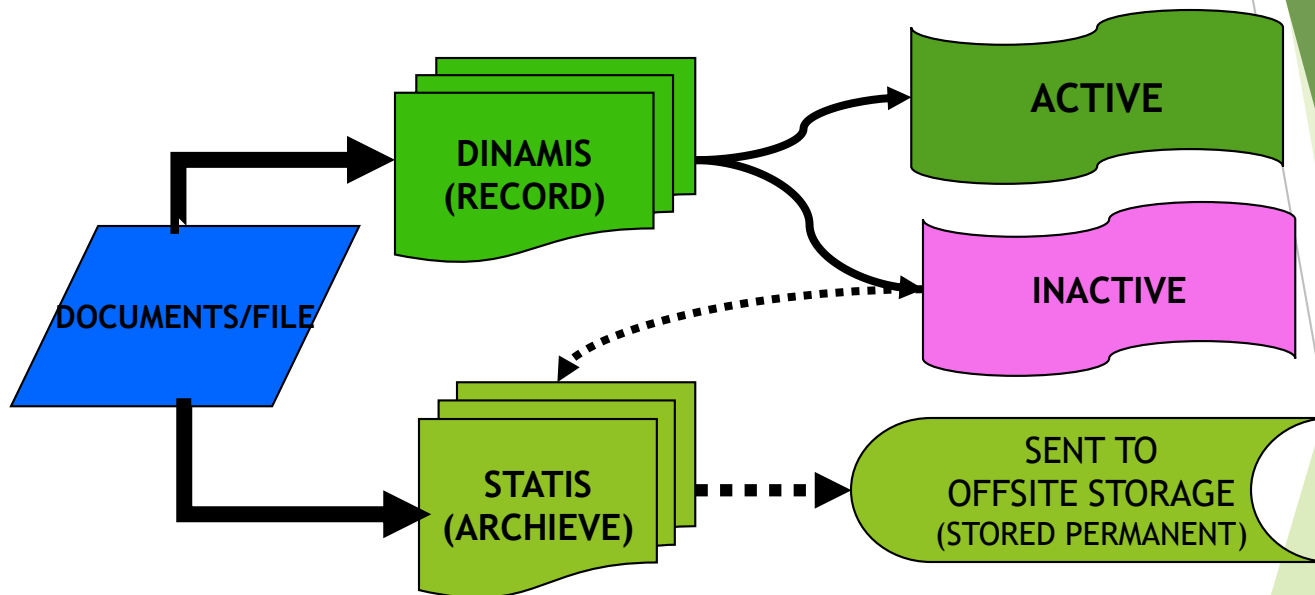 ACTIVE
DINAMIS
(RECORD)
DOCUMENTS/FILE
INACTIVE
STATIS
(ARCHIEVE)
SENT TO
OFFSITE STORAGE
(STORED PERMANENT)